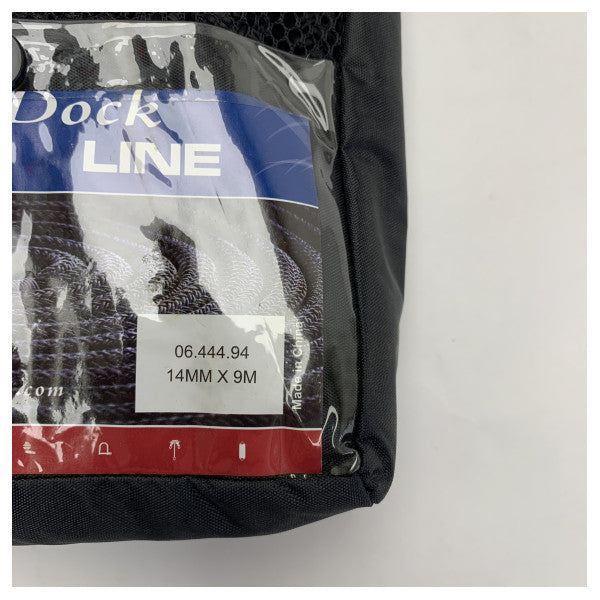 Dock
LINE
06.444.94
14MM X 9M
Made in China
.com